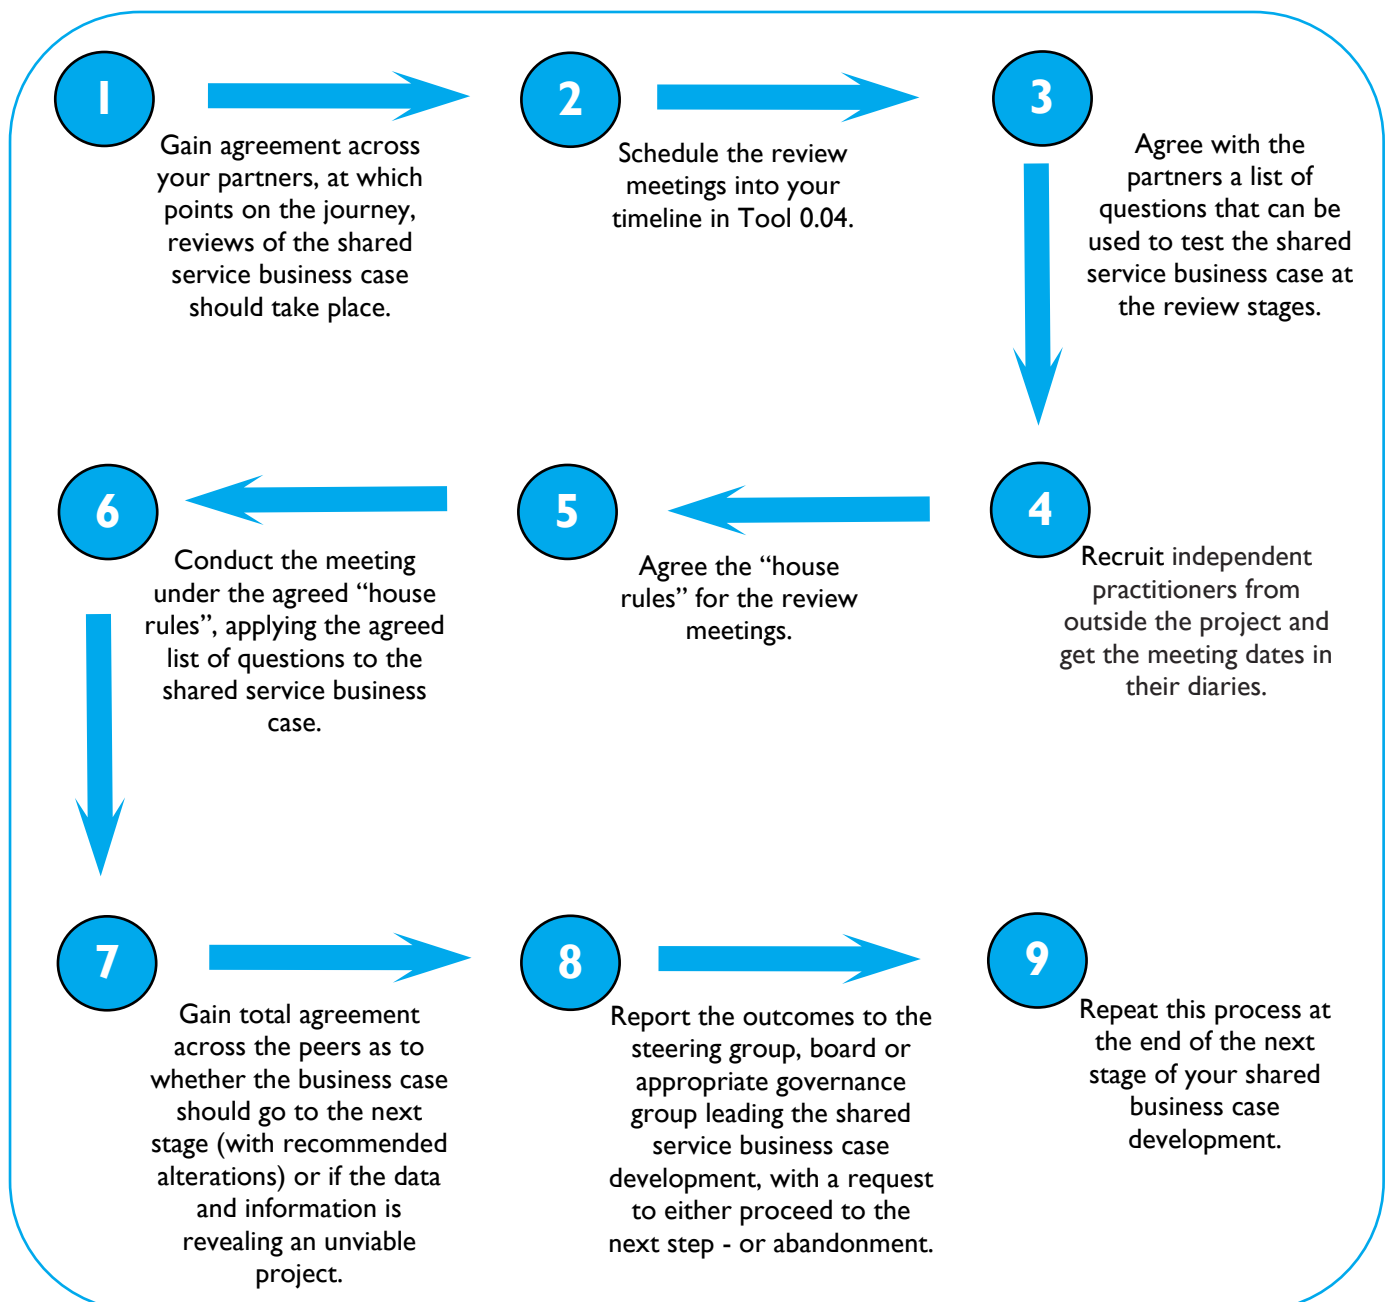 1
Gain agreement across
your partners, at which
points on the journey,
reviews of the shared
service business case
should take place.
2
Schedule the review
meetings into your
timeline in Tool 0.04.
3
Agree with the
partners a list of
questions that can be
used to test the shared
service business case at
the review stages.
4
Recruit independent
practitioners from
outside the project and
get the meeting dates in
their diaries.
5
Agree the “house
rules” for the review
meetings.
6
Conduct the meeting
under the agreed “house
rules”, applying the agreed
list of questions to the
shared service business
case.
7
Gain total agreement
across the peers as to
whether the business case
should go to the next
stage (with recommended
alterations) or if the data
and information is
revealing an unviable
project.
8
Report the outcomes to the
steering group, board or
appropriate governance
group leading the shared
service business case
development, with a request
to either proceed to the
next step - or abandonment.
9
Repeat this process at
the end of the next
stage of your shared
business case
development.